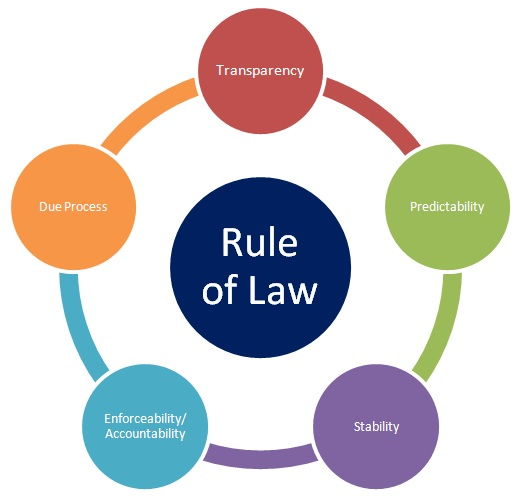 Transparency
Due Process
Predictability
Rule
of Law
Enforceability/
Accountability
Stability